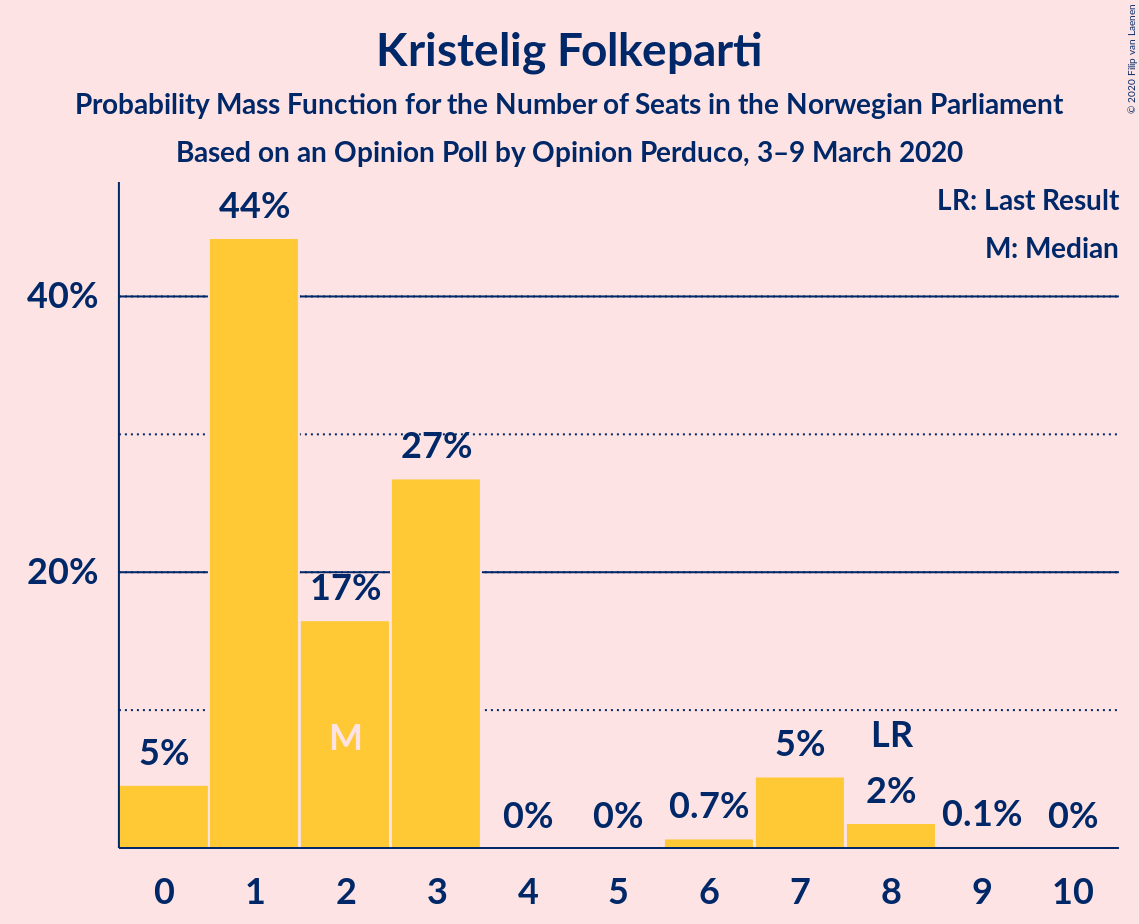 Kristelig Folkeparti
Probability Mass Function for the Number of Seats in the Norwegian Parliament
Based on an Opinion Poll by Opinion Perduco, 3–9 March 2020
© 2020 Filip van Laenen
LR: Last Result
M: Median
40%
20%
5%
44%
17%
27%
0%
0%
0.7%
5%
2%
0.1%
0%
M
LR
0 1 2 3 4 5 6 7 8 9 10